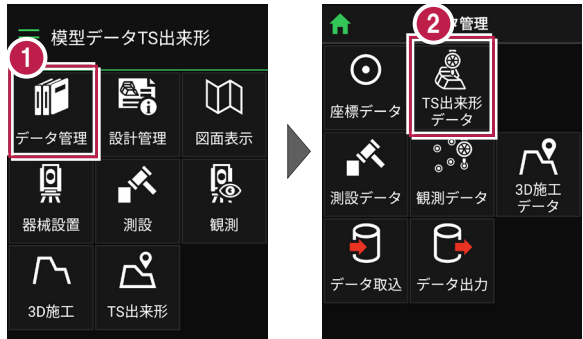 模型データTS出来形
1
データ管理
設計管理
図面表示
器械設置
測設
観測
3D施工
TS出来形
2
タ管理
座標データ
TS出来形
データ
測設データ
観測データ
3D施工
データ
データ取込
データ出力